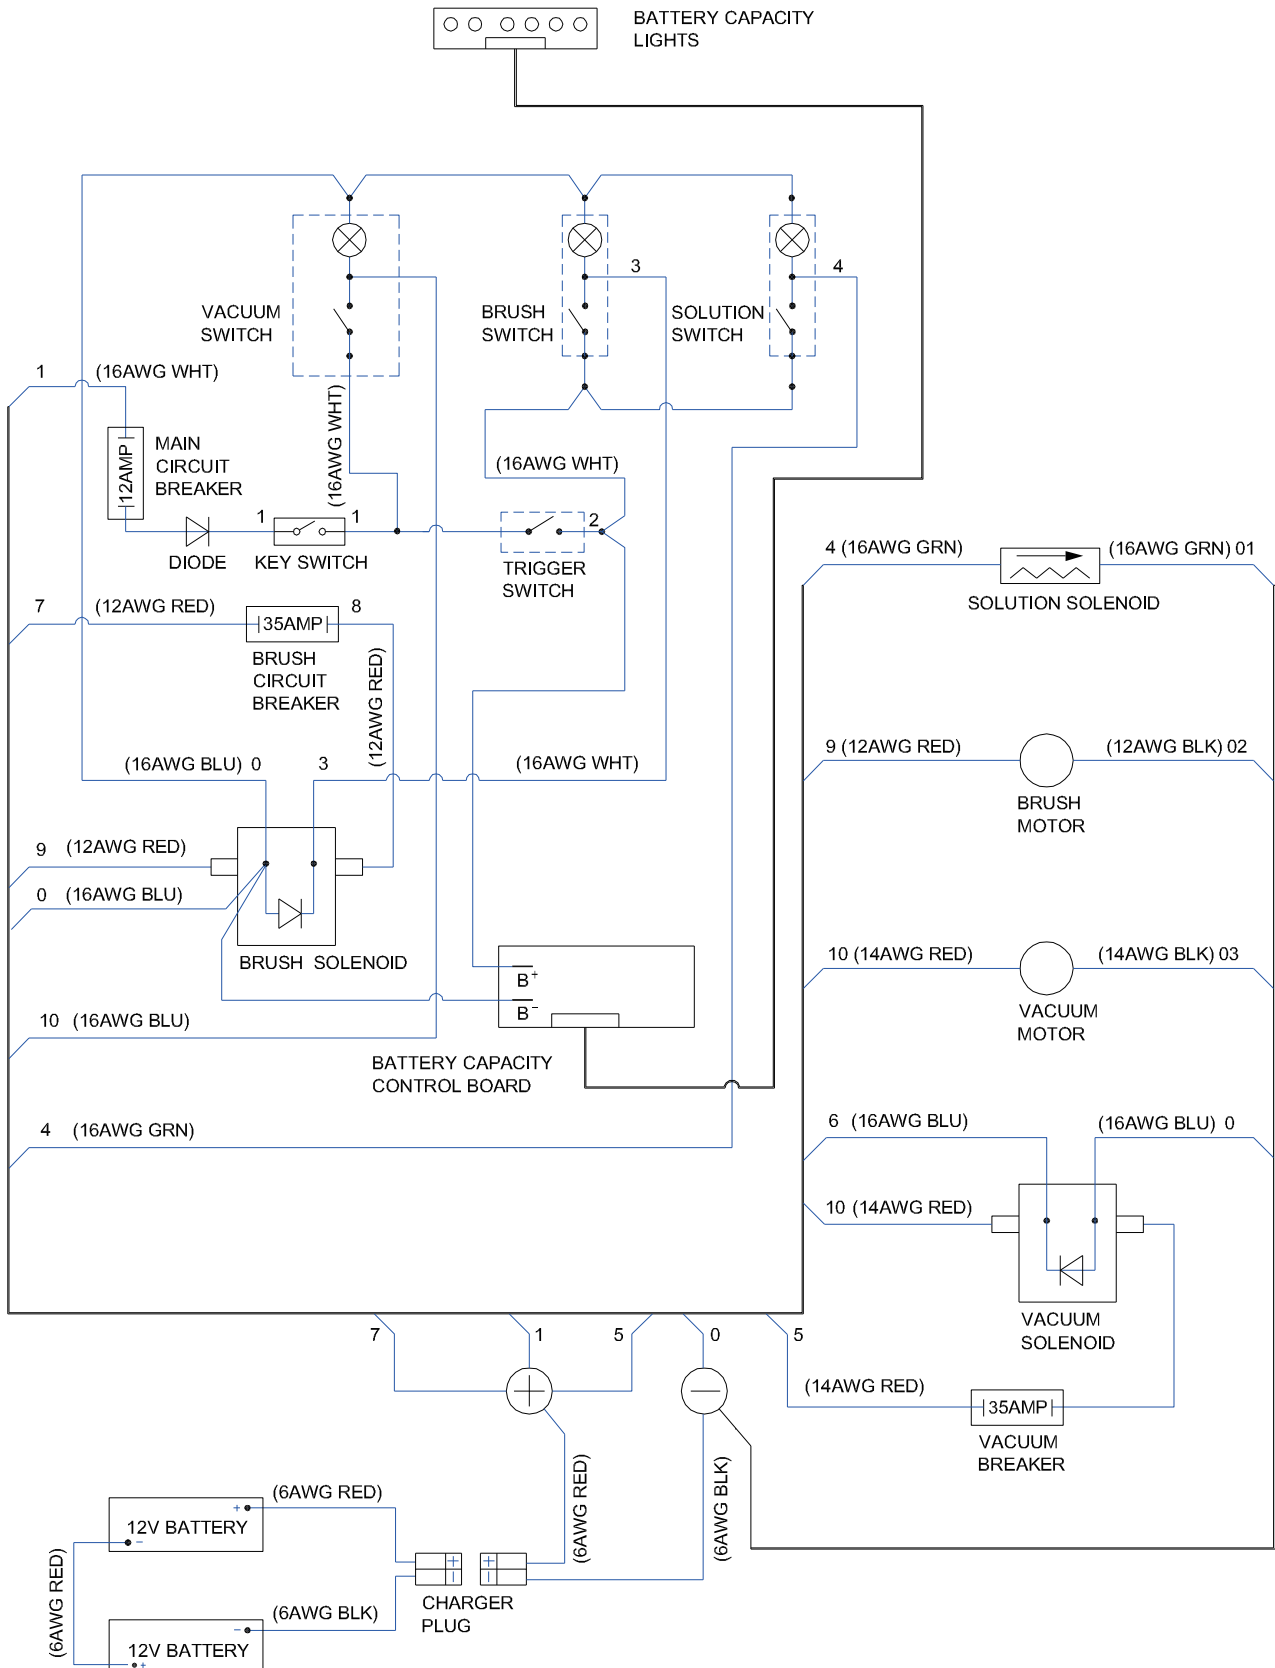 BATTERY CAPACITY
LIGHTS
3
4
VACUUM
SWITCH
BRUSH
SWITCH
SOLUTION
SWITCH
1 (16AWG WHT)
(16AWG WHT)
12AMP
MAIN
CIRCUIT
BREAKER
(16AWG WHT)
1
1
2
DIODE
KEY SWITCH
TRIGGER
SWITCH
4 (16AWG GRN)
(16AWG GRN) 01
SOLUTION SOLENOID
7 (12AWG RED)
35AMP
8
BRUSH
CIRCUIT
BREAKER
(12AWG RED)
(16AWG BLU) 0
3
(16AWG WHT)
9 (12AWG RED)
(12AWG BLK) 02
BRUSH
MOTOR
9 (12AWG RED)
0 (16AWG BLU)
BRUSH SOLENOID
B+
B-
10 (14AWG RED)
(14AWG BLK) 03
VACUUM
MOTOR
10 (16AWG BLU)
BATTERY CAPACITY
CONTROL BOARD
4 (16AWG GRN)
6 (16AWG BLU)
(16AWG BLU) 0
10 (14AWG RED)
VACUUM
SOLENOID
7
1
5
0
5
+
−
(14AWG RED)
35AMP
VACUUM
BREAKER
(6AWG RED)
(6AWG BLK)
(6AWG RED)
+
12V BATTERY
-
(6AWG RED)
+
-
+
-
CHARGER
PLUG
(6AWG BLK)
-
12V BATTERY
+